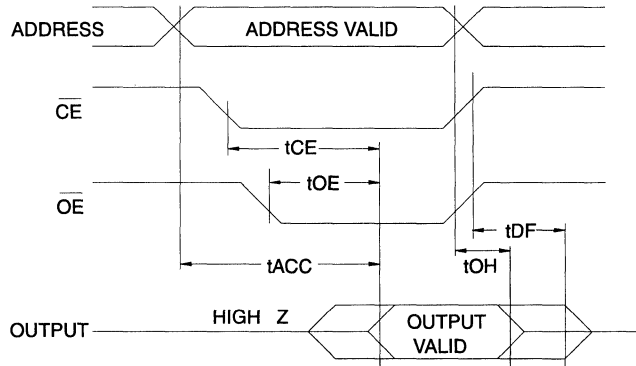 ADDRESS
ADDRESS VALID
CE
tCE
tOE
OE
tDF
tACC
tOH
HIGH Z
OUTPUT
OUTPUT
VALID